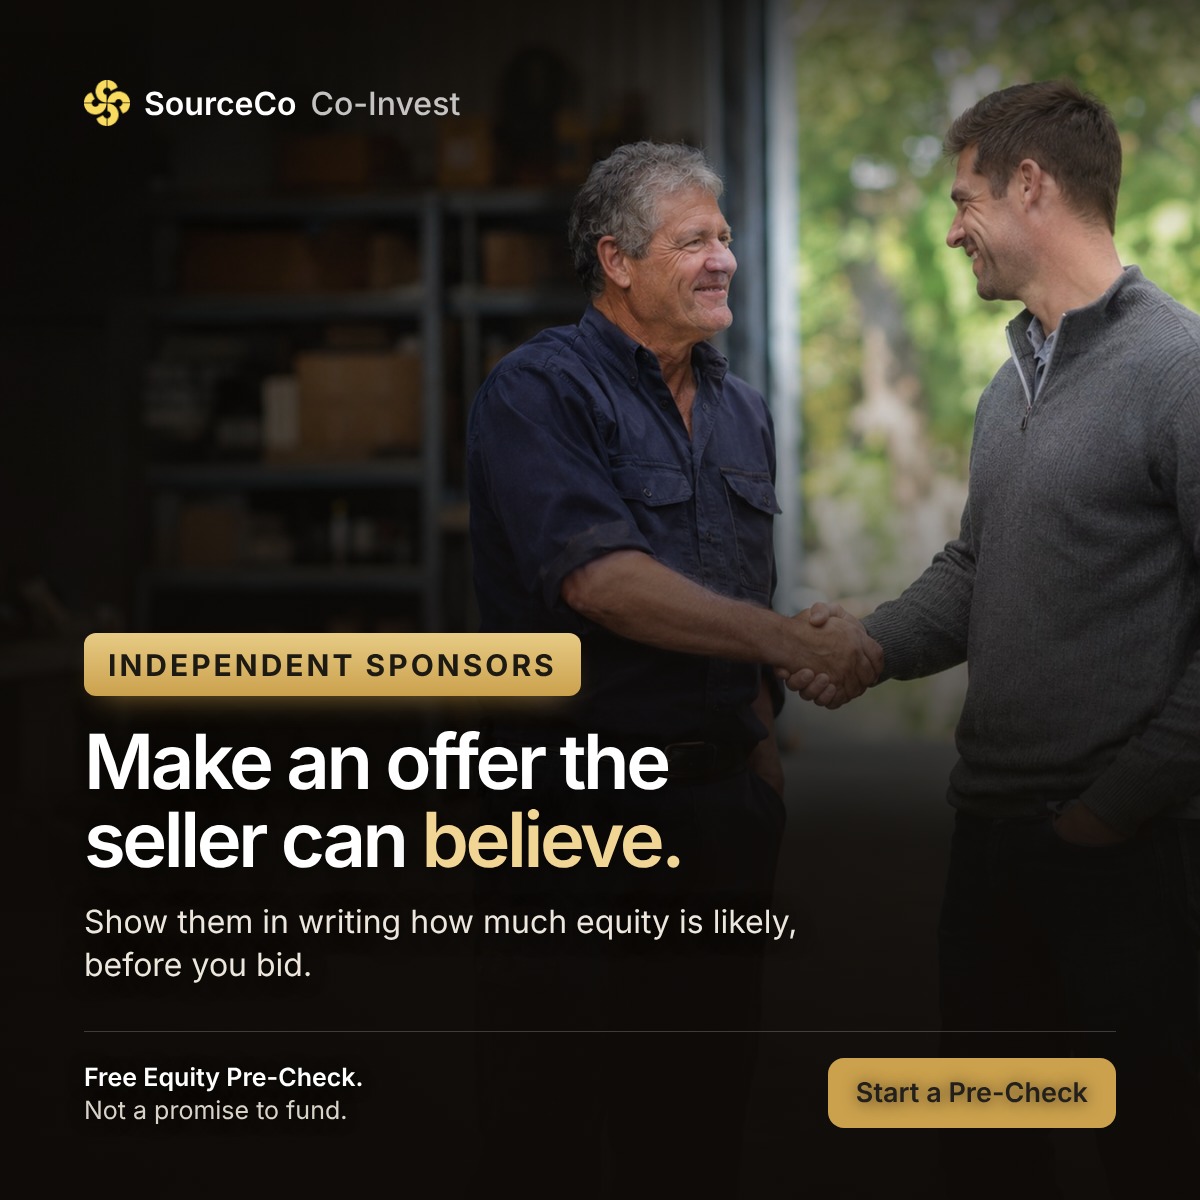 SourceCo Co-Invest
INDEPENDENT SPONSORS
Make an offer the
seller can believe.
Show them in writing how much equity is likely,
before you bid.
Free Equity Pre-Check.
Not a promise to fund.
Start a Pre-Check